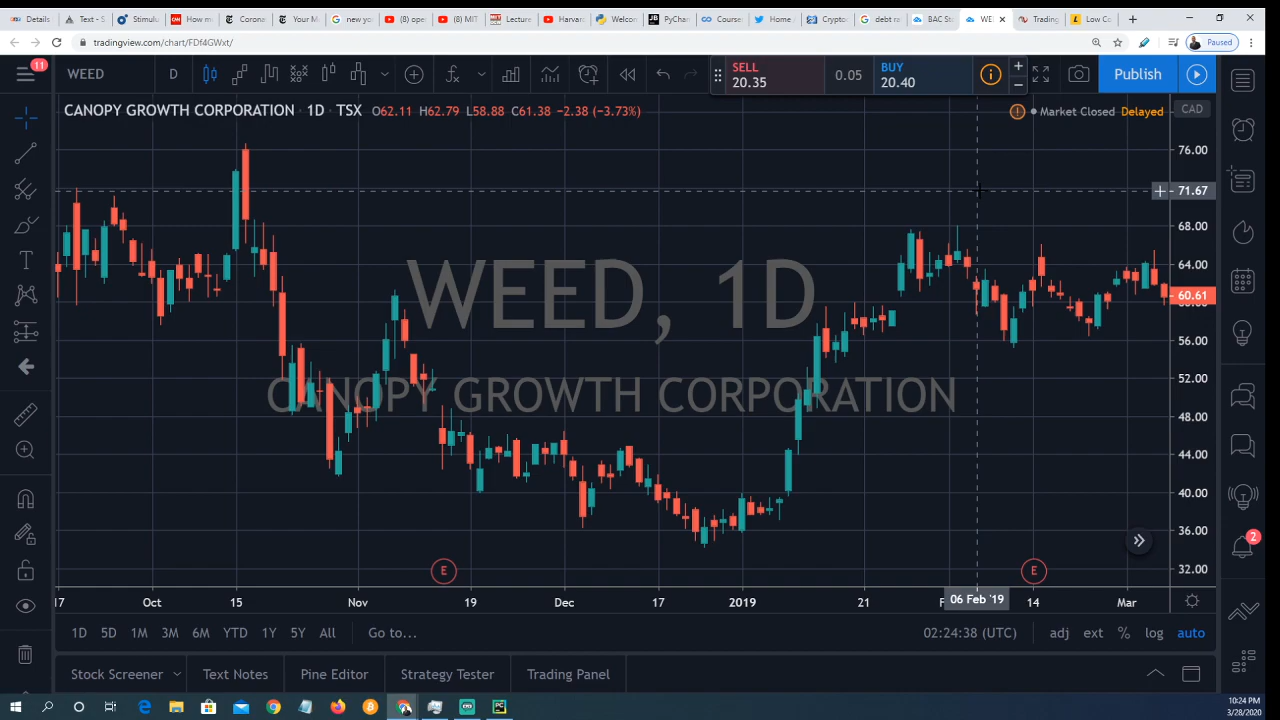 Details
Text - S
Stimulu
How m
Coron
Your M
new yo
(8) ope
(8) MIT
Lecture
Harvar
Welcon
PyChar
Course
Home
Crypto
debt ra
BAC St
WE
Trading
Low Co
tradingview.com/chart/FDf4GWxt/
Paused
11
WEED
D
SELL
20.35
0.05
BUY
20.40
Publish
CANOPY GROWTH CORPORATION · 1D · TSX O62.11 H62.79 L58.88 C61.38 −2.38 (−3.73%)
Market Closed Delayed
CAD
76.00
71.67
68.00
64.00
60.61
56.00
52.00
48.00
44.00
40.00
36.00
32.00
WEED, 1D
CANOPY GROWTH CORPORATION
E
E
17 Oct 15 Nov 19 Dec 17 2019 21 06 Feb '19 14 Mar
1D 5D 1M 3M 6M YTD 1Y 5Y All Go to... 02:24:38 (UTC) adj ext % log auto
2
Stock Screener Text Notes Pine Editor Strategy Tester Trading Panel
10:24 PM
3/28/2020